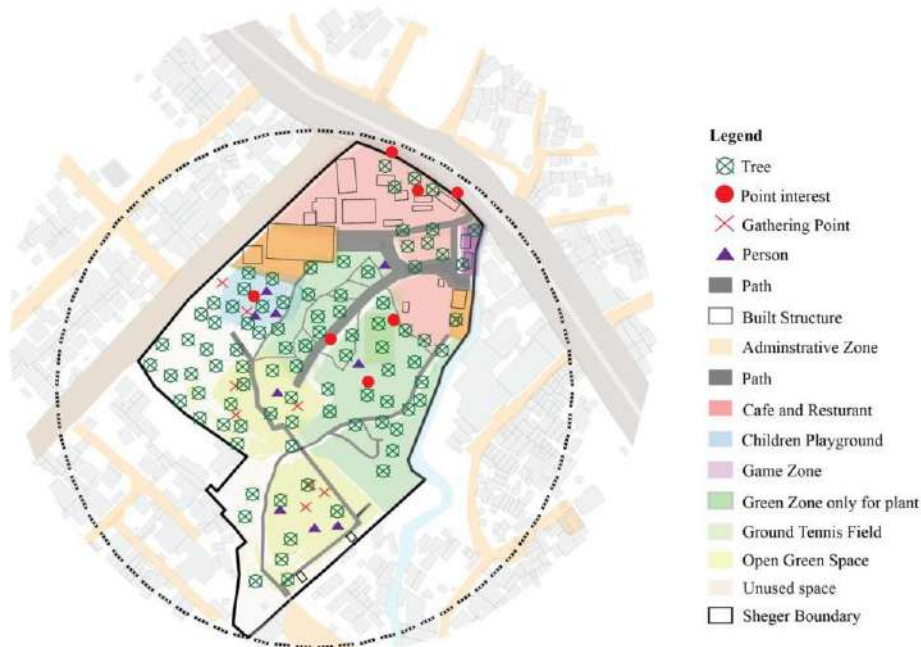 Legend
Tree
Point interest
Gathering Point
Person
Path
Built Structure
Adminstrative Zone
Path
Cafe and Resturant
Children Playground
Game Zone
Green Zone only for plant
Ground Tennis Field
Open Green Space
Unused space
Sheger Boundary